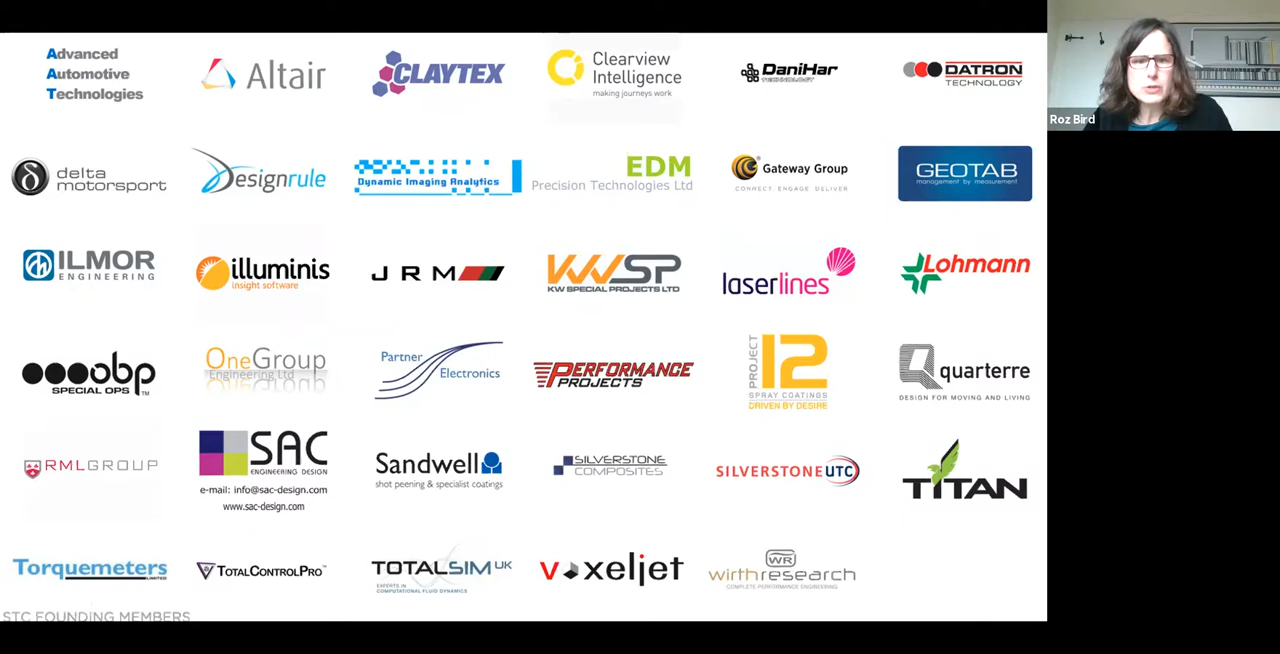 Advanced
Automotive
Technologies
Altair
CLAYTEX
Clearview
Intelligence
making journeys work
DaniHar
TECHNOLOGY
DATRON
TECHNOLOGY
Roz Bird
delta
motorsport
Designrule
Dynamic Imaging Analytics
EDM
Precision Technologies Ltd
Gateway Group
CONNECT ENGAGE DELIVER
GEOTAB
management by measurement
ILMOR
ENGINEERING
illuminis
insight software
JRM
KWSP
KW SPECIAL PROJECTS LTD
laserlines
Lohmann
obp
SPECIAL OPS TM
OneGroup
Engineering Ltd
Partner
Electronics
PERFORMANCE
PROJECTS
PROJECT 12
SPRAY COATINGS
DRIVEN BY DESIRE
quarterre
DESIGN FOR MOVING AND LIVING
RMLGROUP
SAC
ENGINEERING DESIGN
e-mail: info@sac-design.com
www.sac-design.com
Sandwell
shot peening & specialist coatings
SILVERSTONE
COMPOSITES
SILVERSTONE UTC
TITAN
Torquemeters
LIMITED
TOTALCONTROLPRO™
TOTALSIM UK
EXPERTS IN
COMPUTATIONAL FLUID DYNAMICS
voxeljet
WR
wirthresearch
COMPLETE PERFORMANCE ENGINEERING
STC FOUNDING MEMBERS